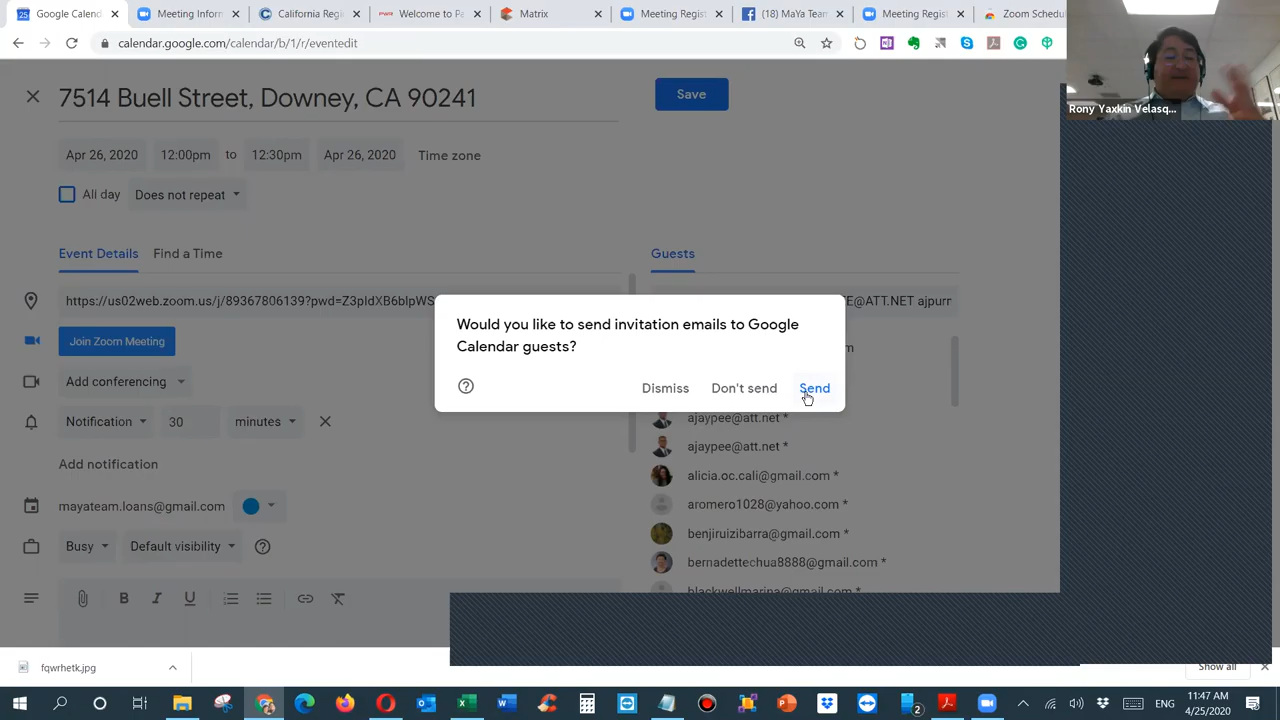 Google Calenda
Meeting Inform
California Regi
Welcome to Pa
Matrix
Meeting Regist
(18) MaYa Team
Meeting Regist
Zoom Schedu
calendar.google.com/calendar/b/1/r/eventedit
Rony Yaxkin Velasq...
7514 Buell Street, Downey, CA 90241
Save
Apr 26, 2020 12:00pm to 12:30pm Apr 26, 2020 Time zone
All day Does not repeat
Event Details Find a Time
Guests
https://us02web.zoom.us/j/89367806139?pwd=Z3pIdXB6blpWS
E@ATT.NET ajpurr
Join Zoom Meeting
Would you like to send invitation emails to Google
Calendar guests?
Dismiss Don't send Send
Add conferencing
Notification 30 minutes
Add notification
mayateam.loans@gmail.com
Busy Default visibility
m
ajaypee@att.net *
ajaypee@att.net *
alicia.oc.cali@gmail.com *
aromero1028@yahoo.com *
benjiruizibarra@gmail.com *
bernadettechua8888@gmail.com *
blackwellmarina@gmail.com *
B I U
fqwrhetk.jpg
Show all
2
ENG
11:47 AM
4/25/2020